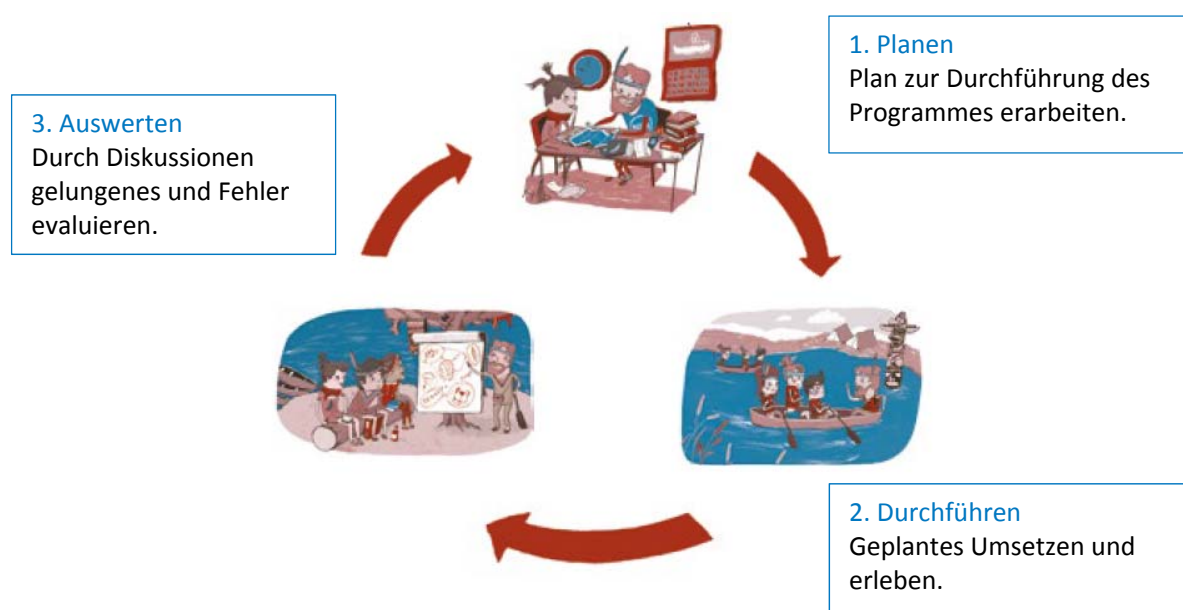 1. Planen
Plan zur Durchführung des
Programmes erarbeiten.
2. Durchführen
Geplantes Umsetzen und
erleben.
3. Auswerten
Durch Diskussionen
gelungenes und Fehler
evaluieren.